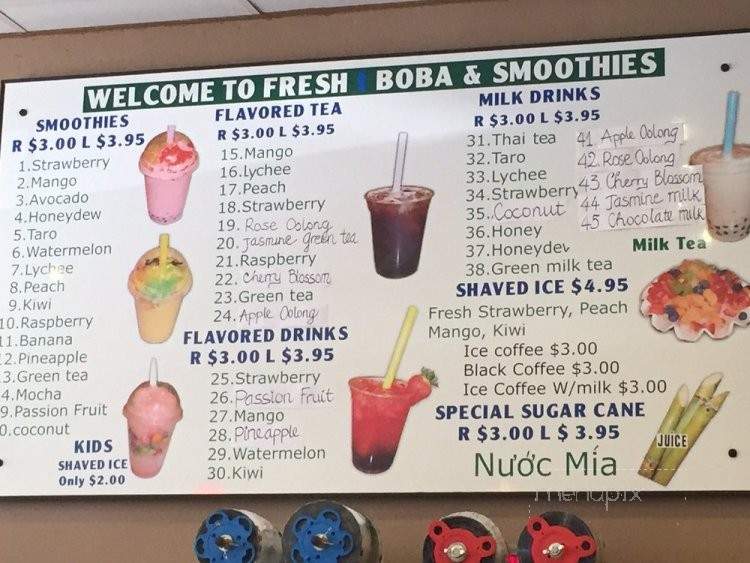 WELCOME TO FRESH BOBA & SMOOTHIES
SMOOTHIES
R $3.00 L $3.95
1.Strawberry
2.Mango
3.Avocado
4.Honeydew
5.Taro
6.Watermelon
7.Lychee
8.Peach
9.Kiwi
10.Raspberry
11.Banana
2.Pineapple
3.Green tea
4.Mocha
9.Passion Fruit
0.coconut
KIDS
SHAVED ICE
Only $2.00
FLAVORED TEA
R $3.00 L $3.95
15.Mango
16.Lychee
17.Peach
18.Strawberry
19. Rose Oolong
20. Jasmine green tea
21.Raspberry
22. Cherry Blossom
23.Green tea
24. Apple Oolong
FLAVORED DRINKS
R $3.00 L $3.95
25.Strawberry
26.Passion Fruit
27.Mango
28. Pineapple
29.Watermelon
30.Kiwi
MILK DRINKS
R $3.00 L $3.95
31.Thai tea
32.Taro
33.Lychee
34.Strawberry
35..Coconut
36.Honey
37.Honeydev
38.Green milk tea
41 Apple Oolong
42 Rose Oolong
43 Cherry Blossom
44 Jasmine milk
45 Chocolate milk
Milk Tea
SHAVED ICE $4.95
Fresh Strawberry, Peach
Mango, Kiwi
Ice coffee $3.00
Black Coffee $3.00
Ice Coffee W/milk $3.00
SPECIAL SUGAR CANE
R $3.00 L $ 3.95
Nước Mía
JUICE
menupix